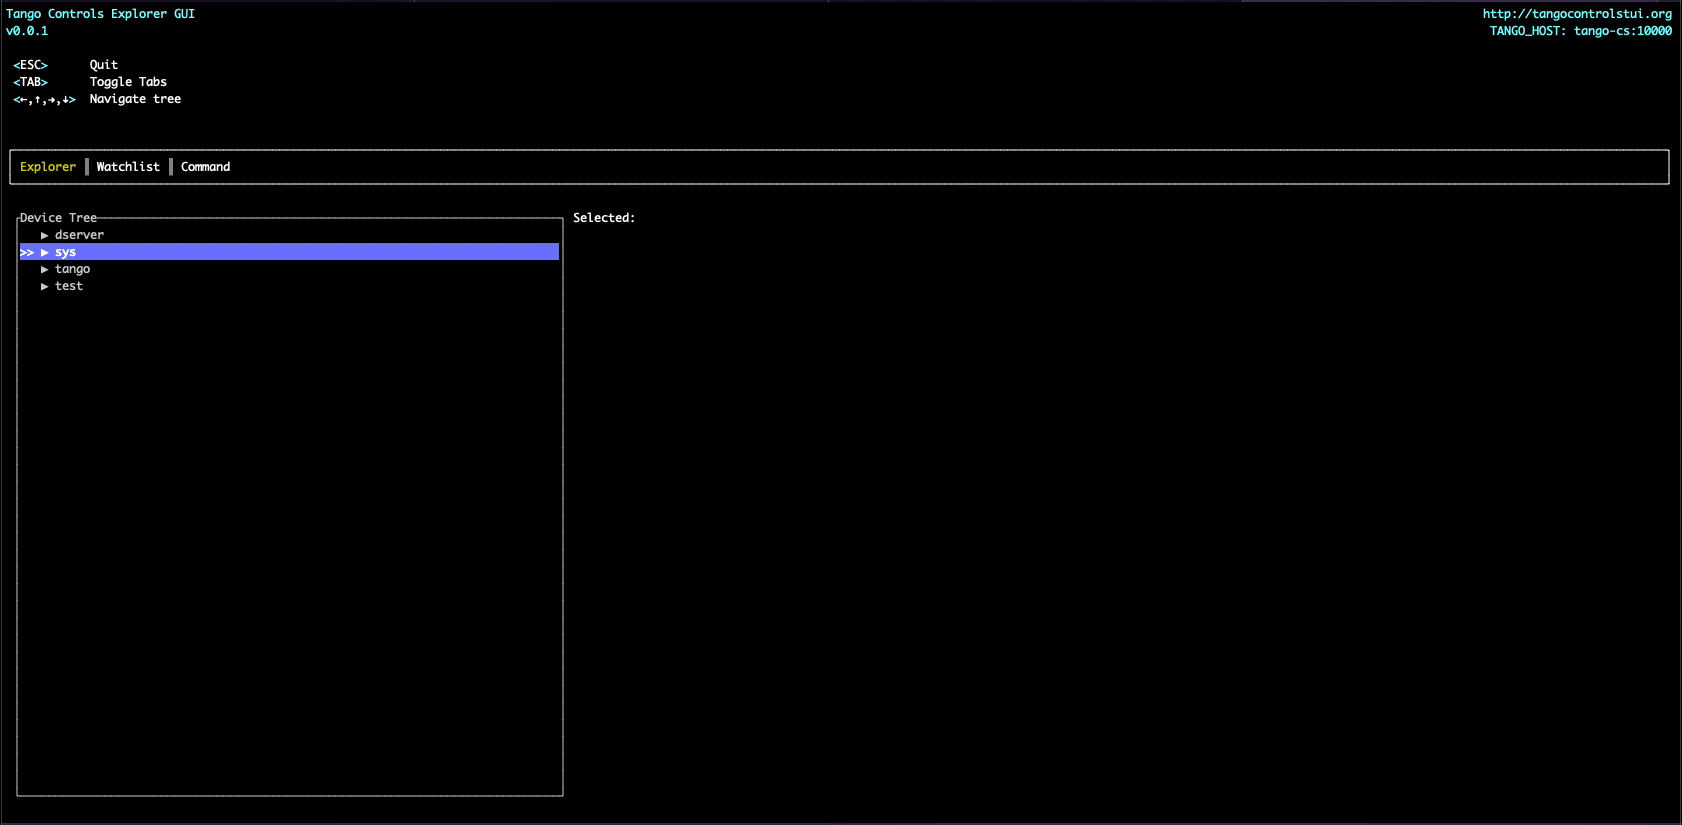 Tango Controls Explorer GUI
http://tangocontrolstui.org
v0.0.1
TANGO_HOST: tango-cs:10000
<ESC> Quit
<TAB> Toggle Tabs
<←,↑,→,↓> Navigate tree
Explorer ║ Watchlist ║ Command
Device Tree
Selected:
▶ dserver
>> ▶ sys
▶ tango
▶ test